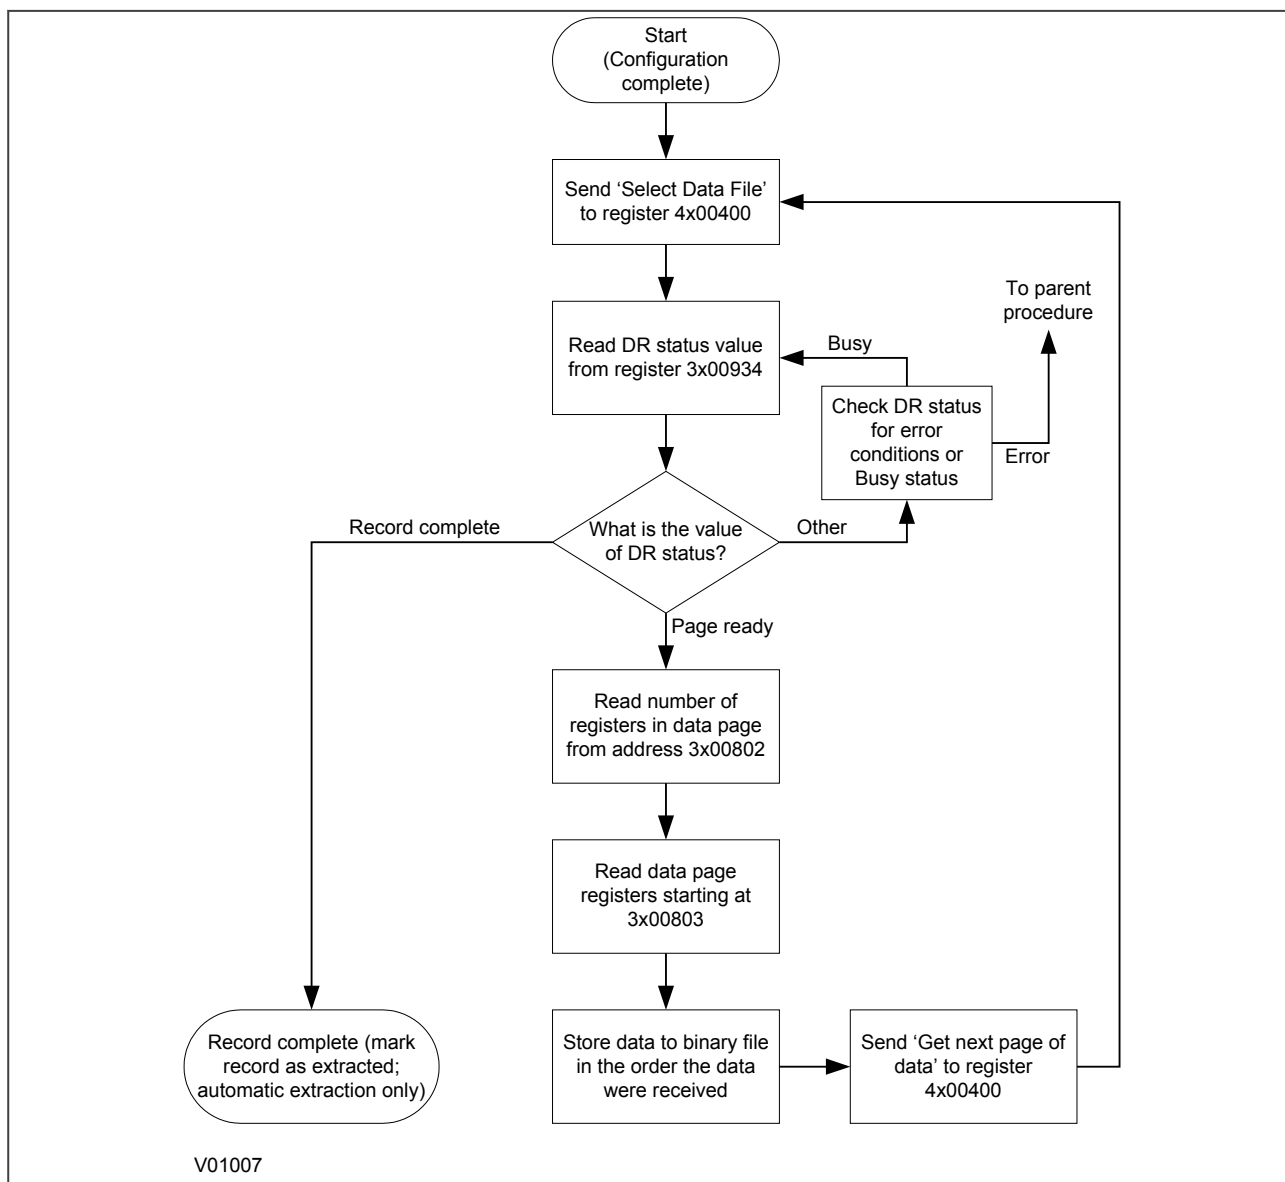 Start
(Configuration
complete)
Send ‘Select Data File’
to register 4x00400
To parent
procedure
Read DR status value
from register 3x00934
Busy
Check DR status
for error
conditions or
Busy status
Error
Record complete
What is the value
of DR status?
Other
Page ready
Read number of
registers in data page
from address 3x00802
Read data page
registers starting at
3x00803
Record complete (mark
record as extracted;
automatic extraction only)
Store data to binary file
in the order the data
were received
Send ‘Get next page of
data’ to register
4x00400
V01007